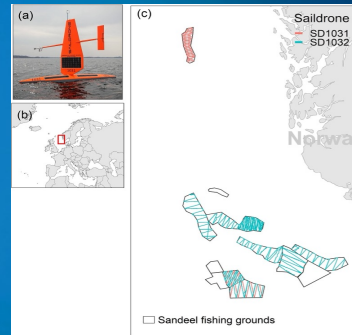 (a)
(b)
(c)
Saildrone
SD1031
SD1032
Norwa
Sandeel fishing grounds